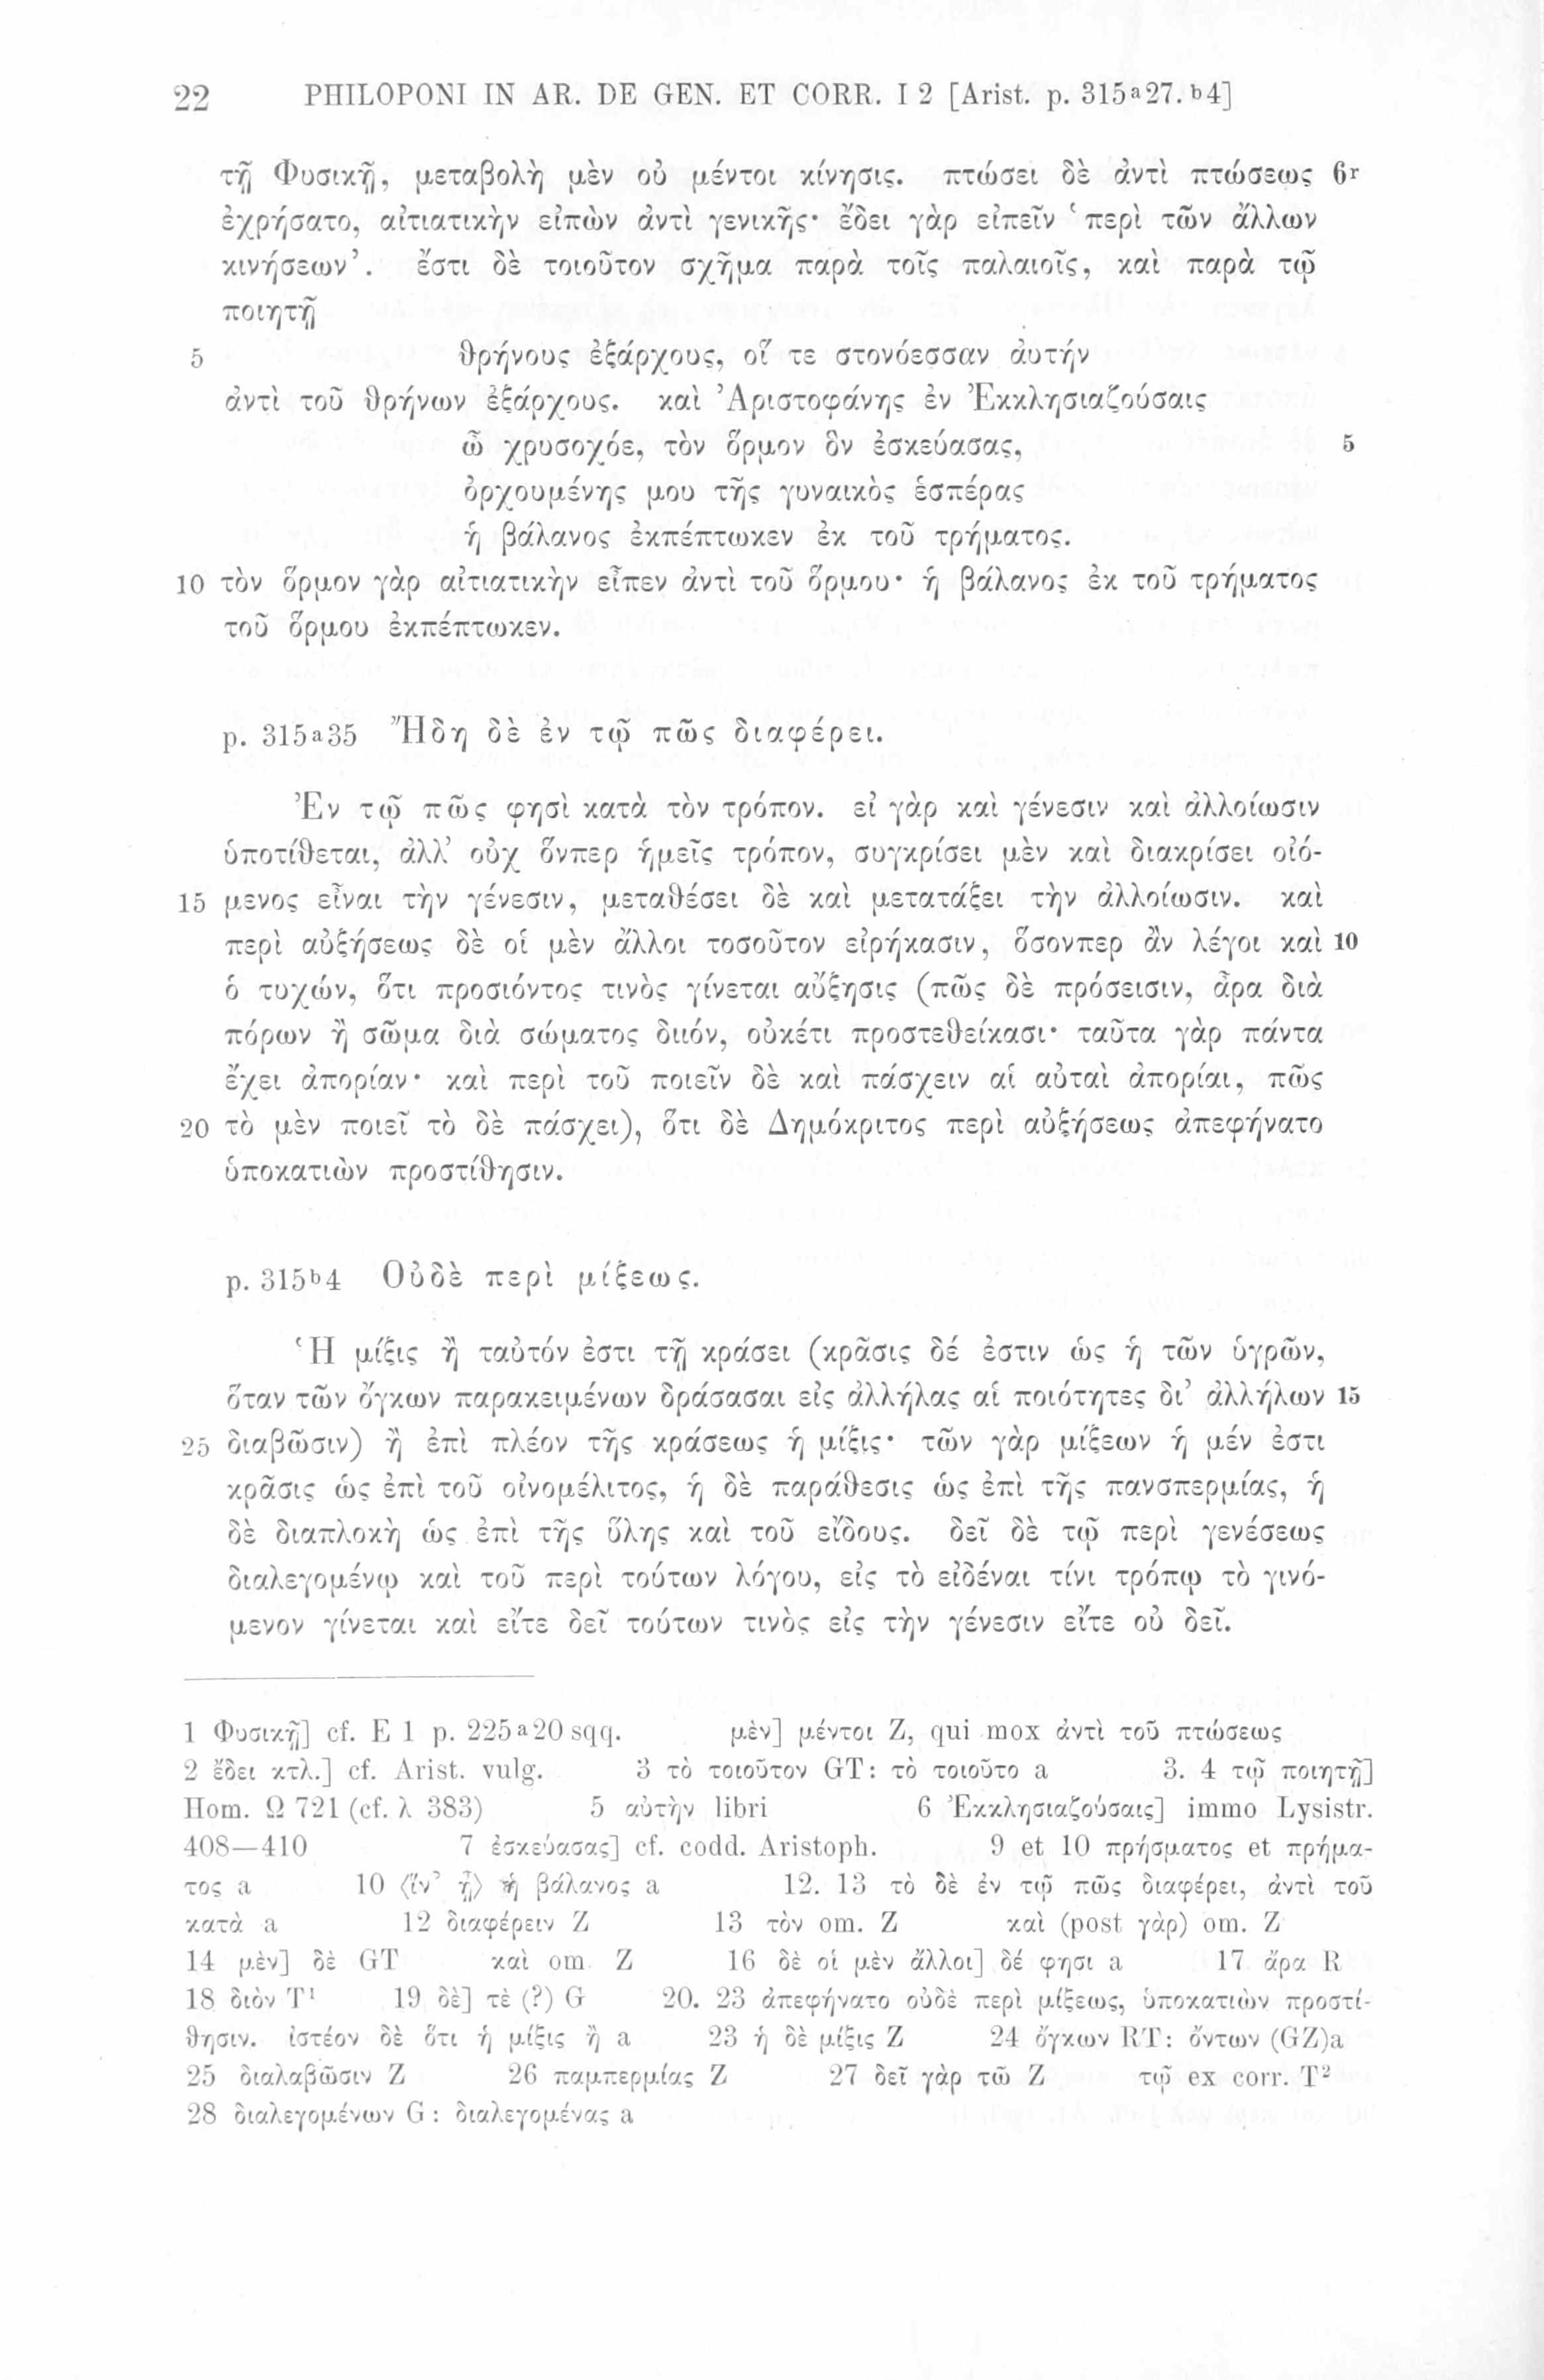 22 PHILOPONI IN AR. DE GEN. ET CORR. I 2 [Arist. p. 315ᵃ27. ᵇ4]
τῇ Φυσικῇ, μεταβολὴ μὲν οὐ μέντοι κίνησις. πτώσει δὲ ἀντὶ πτώσεως 6ʳ
ἐχρήσατο, αἰτιατικὴν εἰπὼν ἀντὶ γενικῆς· ἔδει γὰρ εἰπεῖν ‘περὶ τῶν ἄλλων
κινήσεων’. ἔστι δὲ τοιοῦτον σχῆμα παρὰ τοῖς παλαιοῖς, καὶ παρὰ τῷ
ποιητῇ
5 θρήνους ἐξάρχους, οἵ τε στονόεσσαν ἀυτήν
ἀντὶ τοῦ θρήνων ἐξάρχους. καὶ Ἀριστοφάνης ἐν Ἐκκλησιαζούσαις
ὦ χρυσοχόε, τὸν ὅρμον ὃν ἐσκεύασας, 5
ὀρχουμένης μου τῆς γυναικὸς ἑσπέρας
ἡ βάλανος ἐκπέπτωκεν ἐκ τοῦ τρήματος.
10 τὸν ὅρμον γὰρ αἰτιατικὴν εἶπεν ἀντὶ τοῦ ὅρμου· ἡ βάλανος ἐκ τοῦ τρήματος
τοῦ ὅρμου ἐκπέπτωκεν.
p. 315ᵃ35 Ἤδη δὲ ἐν τῷ πῶς διαφέρει.
Ἐν τῷ πῶς φησὶ κατὰ τὸν τρόπον. εἰ γὰρ καὶ γένεσιν καὶ ἀλλοίωσιν
ὑποτίθεται, ἀλλ’ οὐχ ὅνπερ ἡμεῖς τρόπον, συγκρίσει μὲν καὶ διακρίσει οἰό-
15 μενος εἶναι τὴν γένεσιν, μεταθέσει δὲ καὶ μετατάξει τὴν ἀλλοίωσιν. καὶ
περὶ αὐξήσεως δὲ οἱ μὲν ἄλλοι τοσοῦτον εἰρήκασιν, ὅσονπερ ἂν λέγοι καὶ 10
ὁ τυχών, ὅτι προσιόντος τινὸς γίνεται αὔξησις (πῶς δὲ πρόσεισιν, ἆρα διὰ
πόρων ἢ σῶμα διὰ σώματος διιόν, οὐκέτι προστεθείκασι· ταῦτα γὰρ πάντα
ἔχει ἀπορίαν· καὶ περὶ τοῦ ποιεῖν δὲ καὶ πάσχειν αἱ αὐταὶ ἀπορίαι, πῶς
20 τὸ μὲν ποιεῖ τὸ δὲ πάσχει), ὅτι δὲ Δημόκριτος περὶ αὐξήσεως ἀπεφήνατο
ὑποκατιὼν προστίθησιν.
p. 315ᵇ4 Οὐδὲ περὶ μίξεως.
Ἡ μίξις ἢ ταὐτόν ἐστι τῇ κράσει (κρᾶσις δέ ἐστιν ὡς ἡ τῶν ὑγρῶν,
ὅταν τῶν ὄγκων παρακειμένων δράσασαι εἰς ἀλλήλας αἱ ποιότητες δι’ ἀλλήλων 15
25 διαβῶσιν) ἢ ἐπὶ πλέον τῆς κράσεως ἡ μίξις· τῶν γὰρ μίξεων ἡ μέν ἐστι
κρᾶσις ὡς ἐπὶ τοῦ οἰνομέλιτος, ἡ δὲ παράθεσις ὡς ἐπὶ τῆς πανσπερμίας, ἡ
δὲ διαπλοκὴ ὡς ἐπὶ τῆς ὕλης καὶ τοῦ εἴδους. δεῖ δὲ τῷ περὶ γενέσεως
διαλεγομένῳ καὶ τοῦ περὶ τούτων λόγου, εἰς τὸ εἰδέναι τίνι τρόπῳ τὸ γινό-
μενον γίνεται καὶ εἴτε δεῖ τούτων τινὸς εἰς τὴν γένεσιν εἴτε οὐ δεῖ.
1 Φυσικῇ] cf. E 1 p. 225ᵃ20 sqq. μὲν] μέντοι Z, qui mox ἀντὶ τοῦ πτώσεως
2 ἔδει κτλ.] cf. Arist. vulg. 3 τὸ τοιοῦτον GT: τὸ τοιοῦτο a 3. 4 τῷ ποιητῇ]
Hom. Ω 721 (cf. λ 383) 5 αὐτὴν libri 6 Ἐκκλησιαζούσαις] immo Lysistr.
408—410 7 ἐσκεύασας] cf. codd. Aristoph. 9 et 10 πρήσματος et πρήμα-
τος a 10 〈ἵν’ ᾖ〉 ἡ βάλανος a 12. 13 τὸ δὲ ἐν τῷ πῶς διαφέρει, ἀντὶ τοῦ
κατὰ a 12 διαφέρειν Z 13 τὸν om. Z καὶ (post γὰρ) om. Z
14 μὲν] δὲ GT καὶ om. Z 16 δὲ οἱ μὲν ἄλλοι] δέ φησι a 17 ἄρα R
18 διὸν T¹ 19 δὲ] τὲ (?) G 20. 23 ἀπεφήνατο οὐδὲ περὶ μίξεως, ὑποκατιὼν προστί-
θησιν. ἰστέον δὲ ὅτι ἡ μίξις ἢ a 23 ἡ δὲ μίξις Z 24 ὄγκων RT: ὄντων (GZ)a
25 διαλαβῶσιν Z 26 παμπερμίας Z 27 δεῖ γὰρ τῶ Z τῷ ex corr. T²
28 διαλεγομένων G: διαλεγομένας a